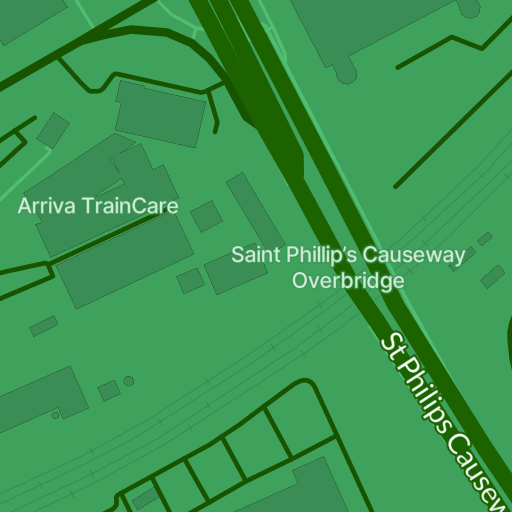 Arriva TrainCare
Saint Phillip's Causeway
Overbridge
St Philips Causew